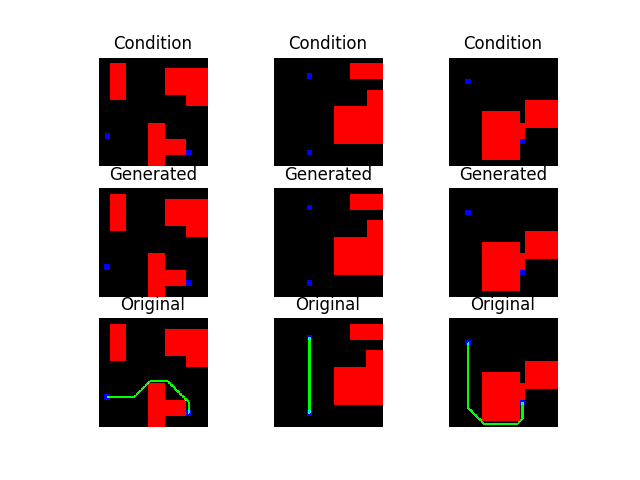 Condition Condition Condition
Generated Generated Generated
Original Original Original